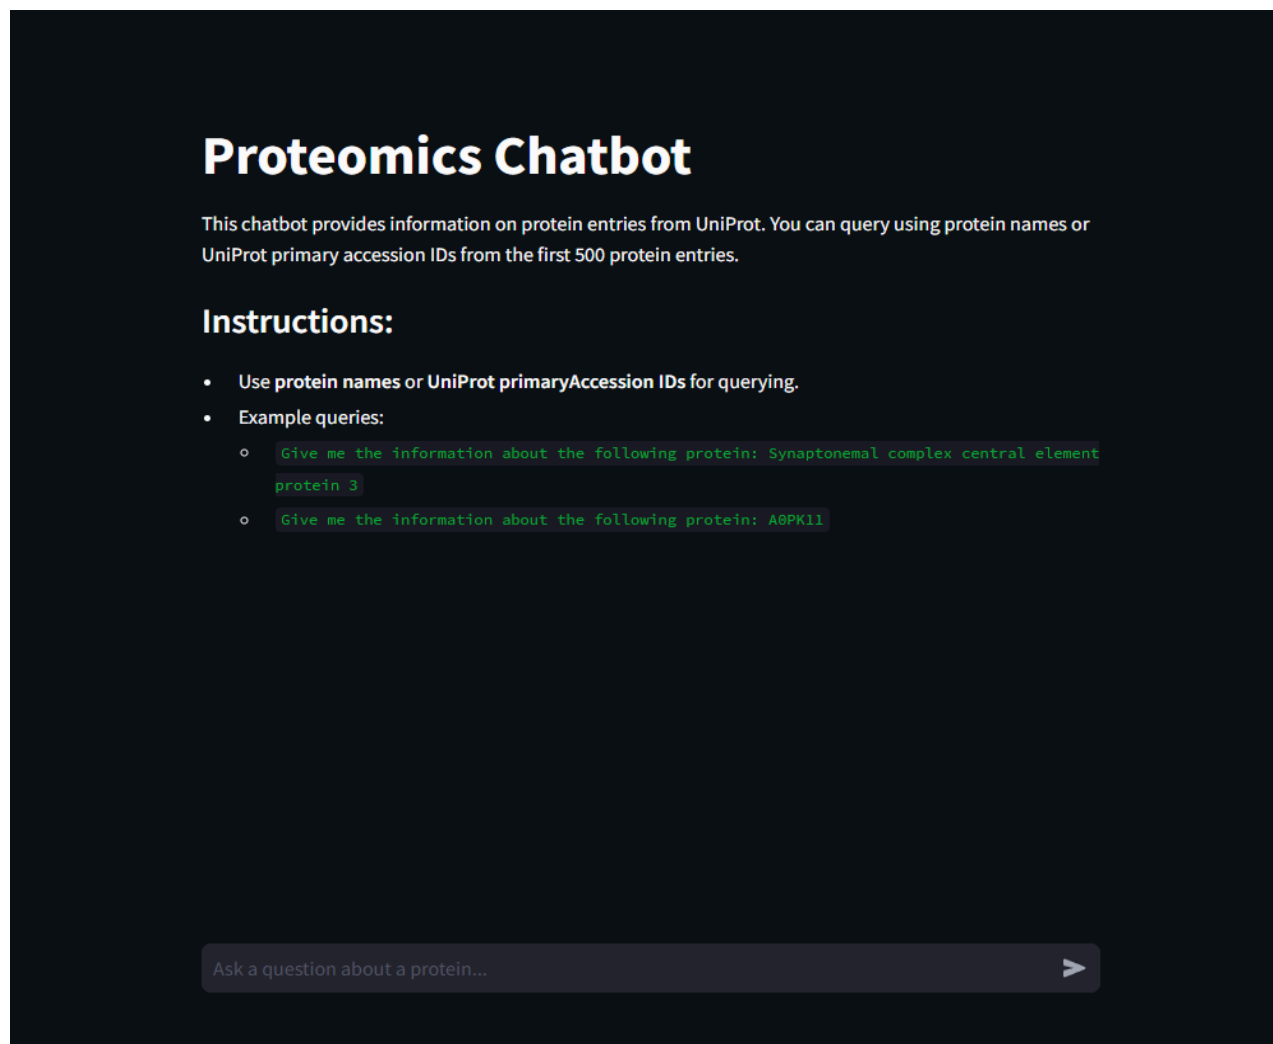 Proteomics Chatbot
This chatbot provides information on protein entries from UniProt. You can query using protein names or
UniProt primary accession IDs from the first 500 protein entries.
Instructions:
Use protein names or UniProt primaryAccession IDs for querying.
Example queries:
Give me the information about the following protein: Synaptonemal complex central element
protein 3
Give me the information about the following protein: A0PK11
Ask a question about a protein...